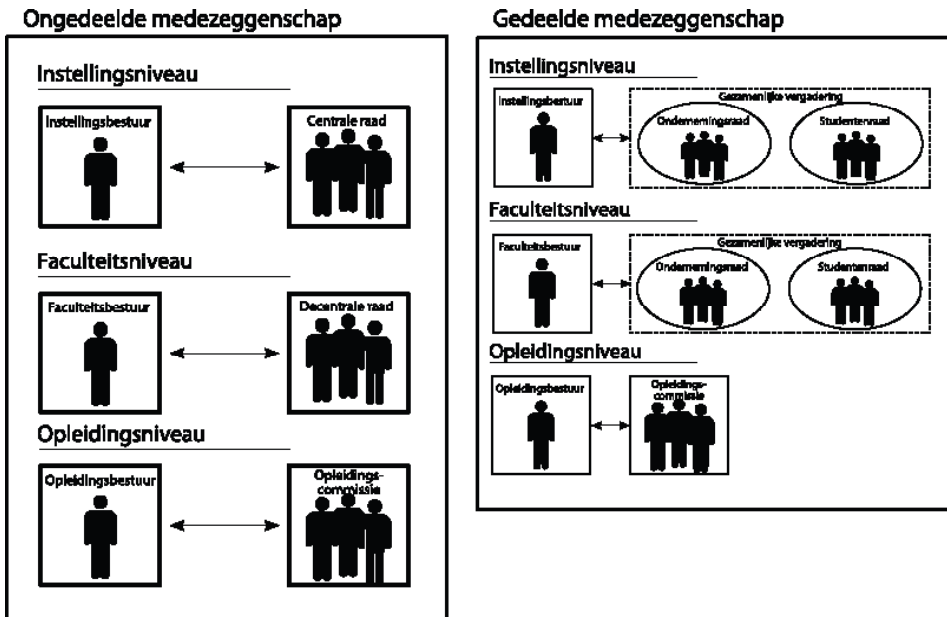 Ongedeelde medezeggenschap
Instellingsniveau
Instellingsbestuur
Centrale raad
Faculteitsniveau
Faculteitsbestuur
Decentrale raad
Opleidingsniveau
Opleidingsbestuur
Opleidings-
commissie
Gedeelde medezeggenschap
Instellingsniveau
Instellingsbestuur
Gezamenlijke vergadering
Ondernemingsraad
Studentenraad
Faculteitsniveau
Faculteitsbestuur
Gezamenlijke vergadering
Ondernemingsraad
Studentenraad
Opleidingsniveau
Opleidingsbestuur
Opleidings-
commissie